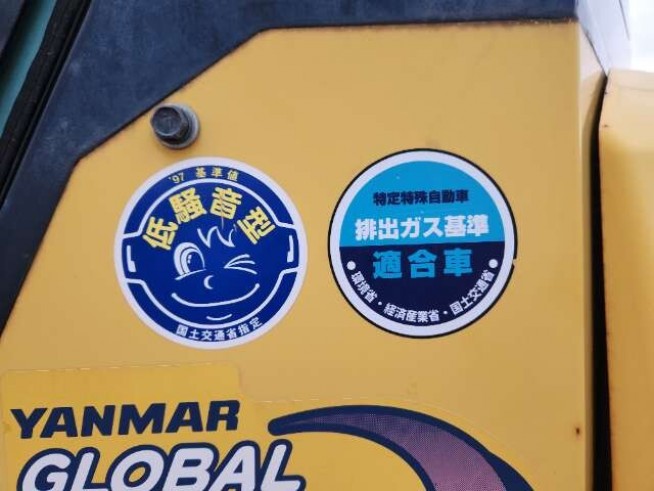 '97 基準値
低騒音型
国土交通省指定
特定特殊自動車
排出ガス基準
適合車
●環境省・経済産業省・国土交通省●
YANMAR
GLOBAL